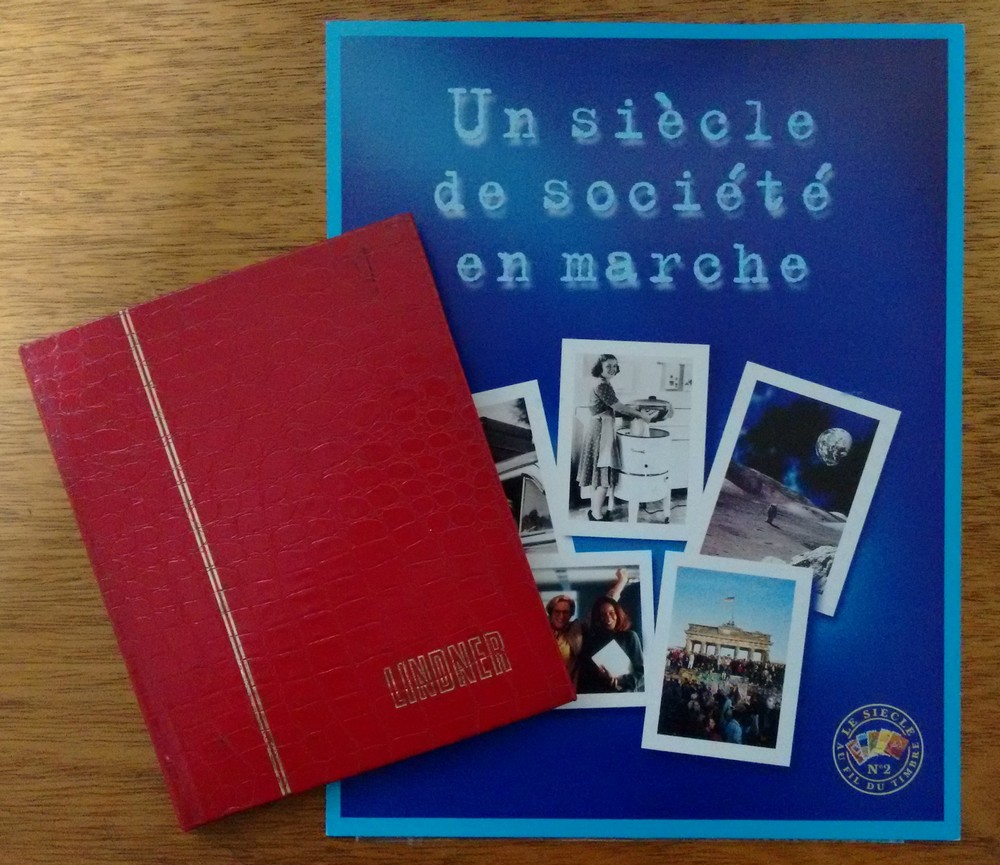 Un siècle
de société
en marche
LINDNER
LE SIECLE
AU FIL DU TIMBRE
N°2